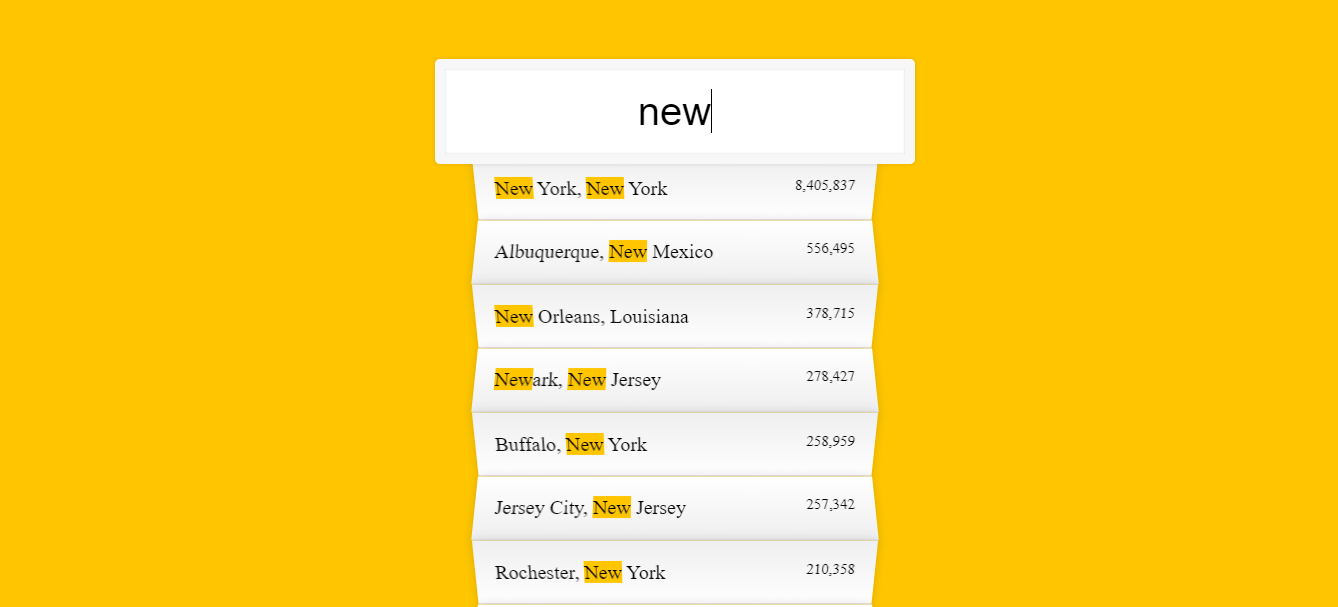 new
New York, New York 8,405,837
Albuquerque, New Mexico 556,495
New Orleans, Louisiana 378,715
Newark, New Jersey 278,427
Buffalo, New York 258,959
Jersey City, New Jersey 257,342
Rochester, New York 210,358